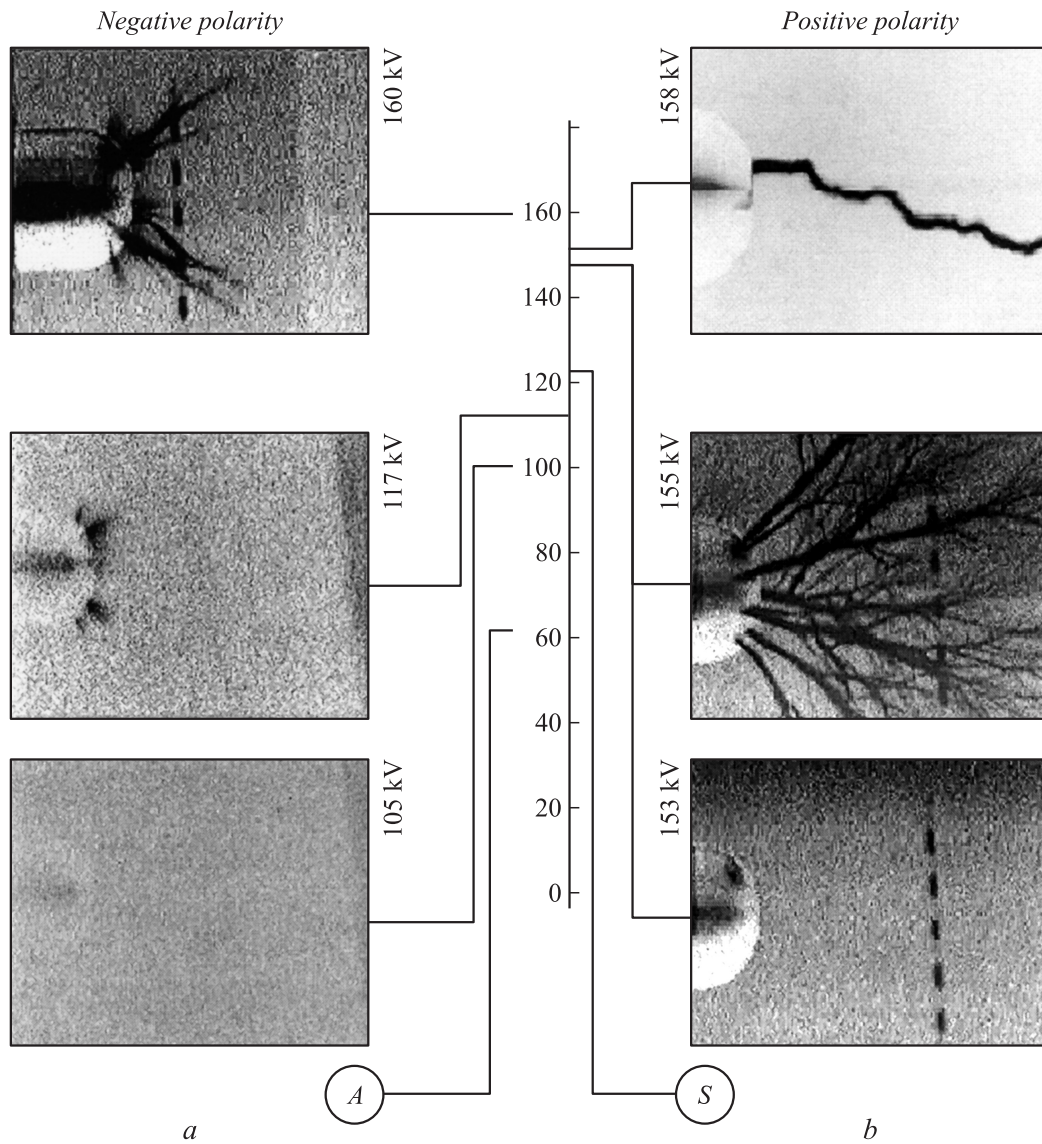 Negative polarity
Positive polarity
160 kV
158 kV
160
140
120
117 kV
155 kV
100
80
60
40
105 kV
153 kV
20
0
A
S
a
b